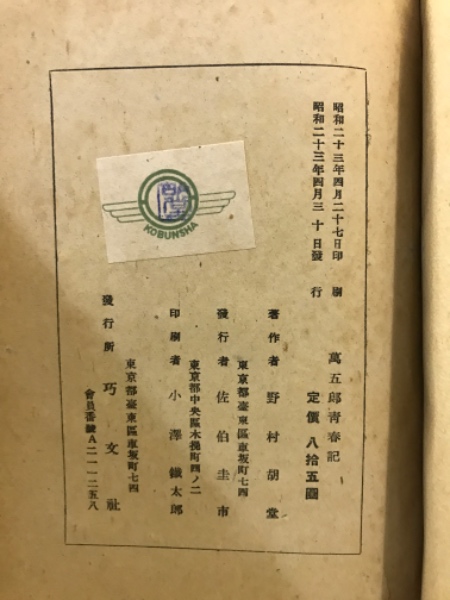 昭和二十三年四月二十七日印刷
昭和二十三年四月三十日發行
萬五郎青春記
定價八拾五圓
著作者 野村胡堂
東京都臺東區車坂町七四
發行者 佐伯圭市
東京都中央區木挽町四ノ二
印刷者 小澤鐵太郎
東京都臺東區車坂町七四
發行所 巧文社
會員番號A二一一二五八
KOBUNSHA